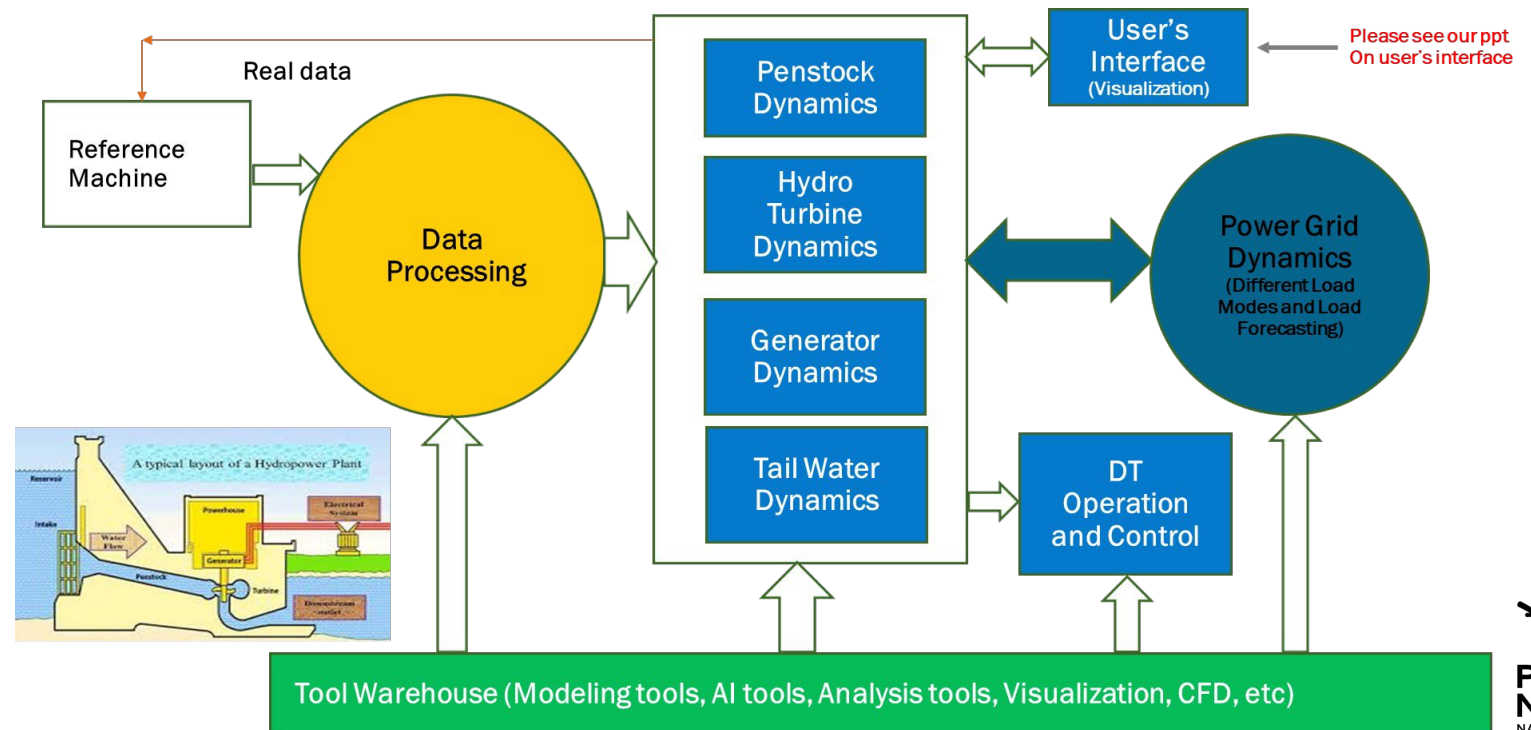 User's
Interface
(Visualization)
Please see our ppt
On user's interface
Real data
Penstock
Dynamics
Reference
Machine
Hydro
Turbine
Dynamics
Data
Processing
Power Grid
Dynamics
(Different Load
Modes and Load
Forecasting)
Generator
Dynamics
Tail Water
Dynamics
DT
Operation
and Control
A typical layout of a Hydropower Plant
Reservoir
Powerhouse
Electrical
System
Intake
Water
Flow
Generator
Penstock
Turbine
Downstream
outlet
Tool Warehouse (Modeling tools, AI tools, Analysis tools, Visualization, CFD, etc)
P
N